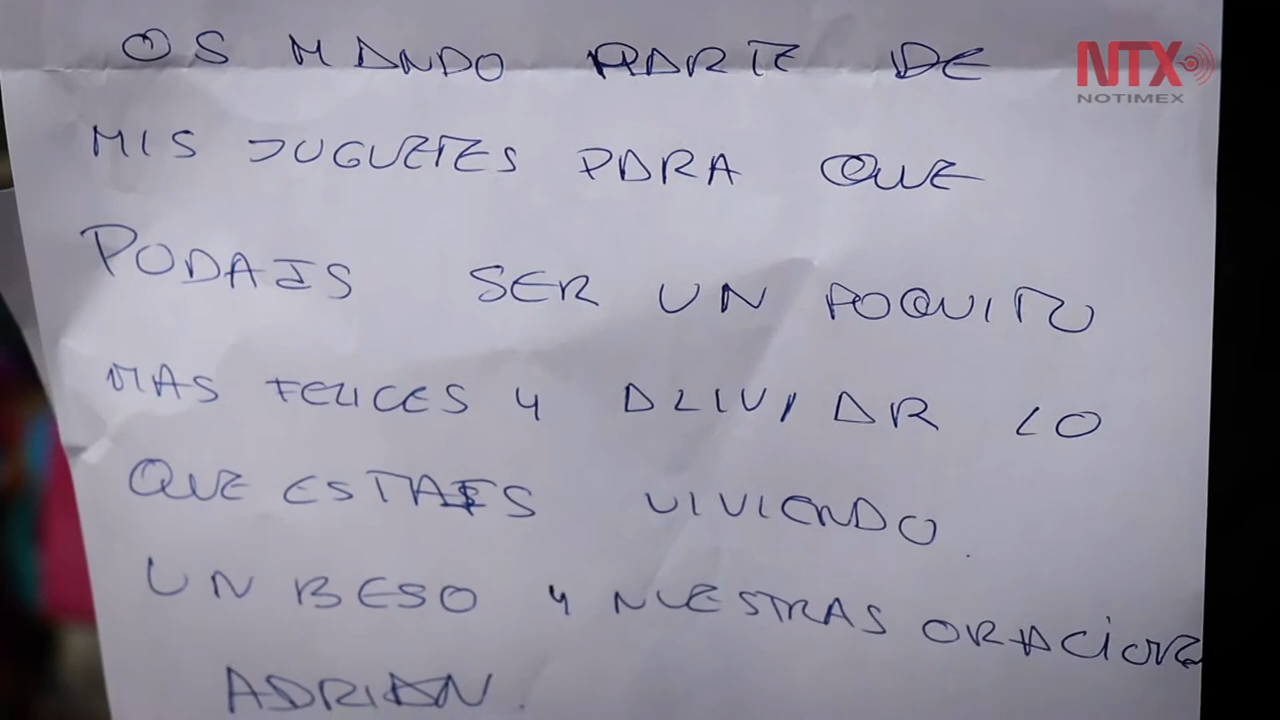 OS MANDO PARTE DE
NTX
NOTIMEX
MIS JUGUETES PARA QUE
PODAIS SER UN POQUITO
MAS FELICES Y ALIVIAR LO
QUE ESTAIS VIVIENDO.
UN BESO Y NUESTRAS ORACIONE
ADRIAN.